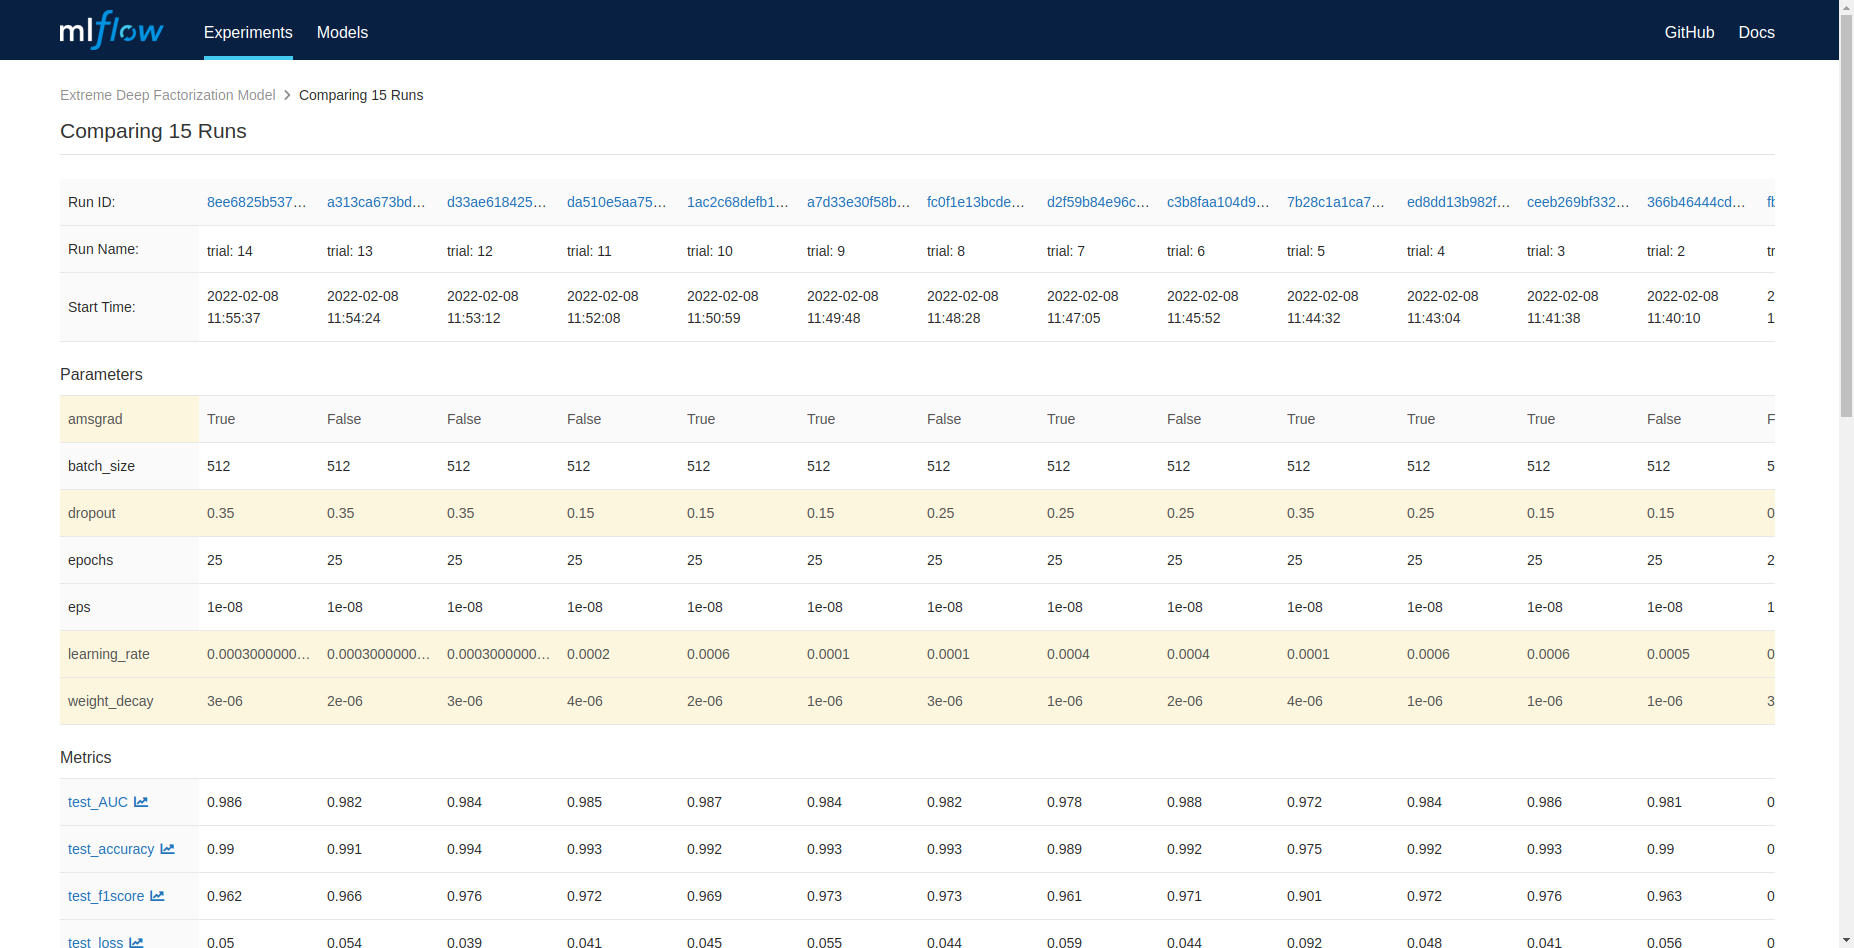 mlflow Experiments Models GitHub Docs
Extreme Deep Factorization Model > Comparing 15 Runs
Comparing 15 Runs
Run ID: 8ee6825b537... a313ca673bd... d33ae618425... da510e5aa75... 1ac2c68defb1... a7d33e30f58b... fc0f1e13bcde... d2f59b84e96c... c3b8faa104d9... 7b28c1a1ca7... ed8dd13b982f... ceeb269bf332... 366b46444cd... fb
Run Name: trial: 14 trial: 13 trial: 12 trial: 11 trial: 10 trial: 9 trial: 8 trial: 7 trial: 6 trial: 5 trial: 4 trial: 3 trial: 2 tr
Start Time: 2022-02-08 2022-02-08 2022-02-08 2022-02-08 2022-02-08 2022-02-08 2022-02-08 2022-02-08 2022-02-08 2022-02-08 2022-02-08 2022-02-08 2022-02-08 2
11:55:37 11:54:24 11:53:12 11:52:08 11:50:59 11:49:48 11:48:28 11:47:05 11:45:52 11:44:32 11:43:04 11:41:38 11:40:10 1
Parameters
amsgrad True False False False True True False True False True True True False F
batch_size 512 512 512 512 512 512 512 512 512 512 512 512 512 5
dropout 0.35 0.35 0.35 0.15 0.15 0.15 0.25 0.25 0.25 0.35 0.25 0.15 0.15 0
epochs 25 25 25 25 25 25 25 25 25 25 25 25 25 2
eps 1e-08 1e-08 1e-08 1e-08 1e-08 1e-08 1e-08 1e-08 1e-08 1e-08 1e-08 1e-08 1e-08 1
learning_rate 0.0003000000... 0.0003000000... 0.0003000000... 0.0002 0.0006 0.0001 0.0001 0.0004 0.0004 0.0001 0.0006 0.0006 0.0005 0
weight_decay 3e-06 2e-06 3e-06 4e-06 2e-06 1e-06 3e-06 1e-06 2e-06 4e-06 1e-06 1e-06 1e-06 3
Metrics
test_AUC 0.986 0.982 0.984 0.985 0.987 0.984 0.982 0.978 0.988 0.972 0.984 0.986 0.981 0
test_accuracy 0.99 0.991 0.994 0.993 0.992 0.993 0.993 0.989 0.992 0.975 0.992 0.993 0.99 0
test_f1score 0.962 0.966 0.976 0.972 0.969 0.973 0.973 0.961 0.971 0.901 0.972 0.976 0.963 0
test_loss 0.05 0.054 0.039 0.041 0.045 0.055 0.044 0.059 0.044 0.092 0.048 0.041 0.056 0